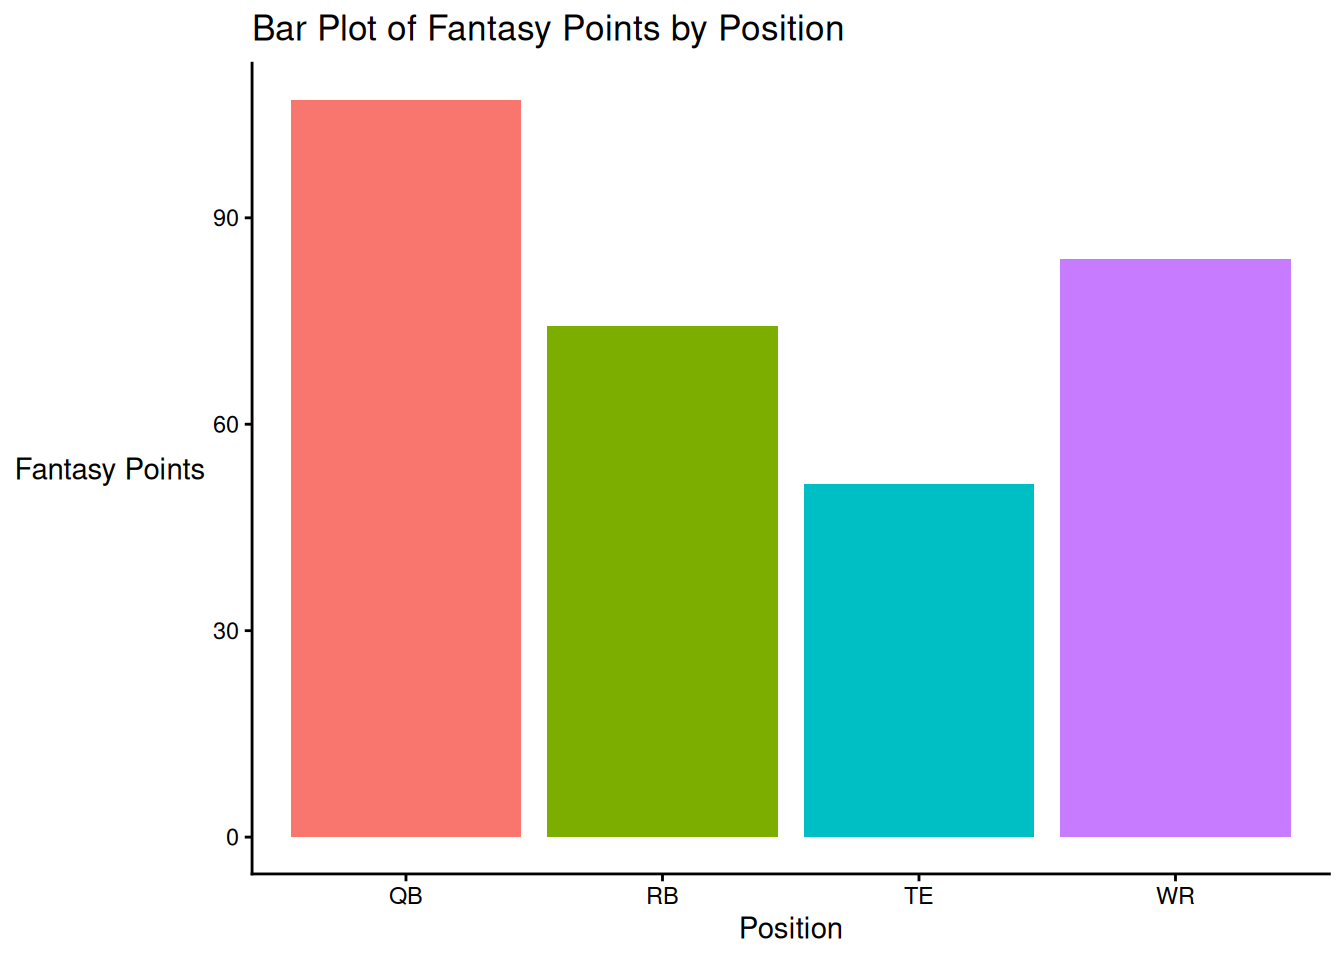 Bar Plot of Fantasy Points by Position
90
60
Fantasy Points
30
0
QB RB TE WR
Position